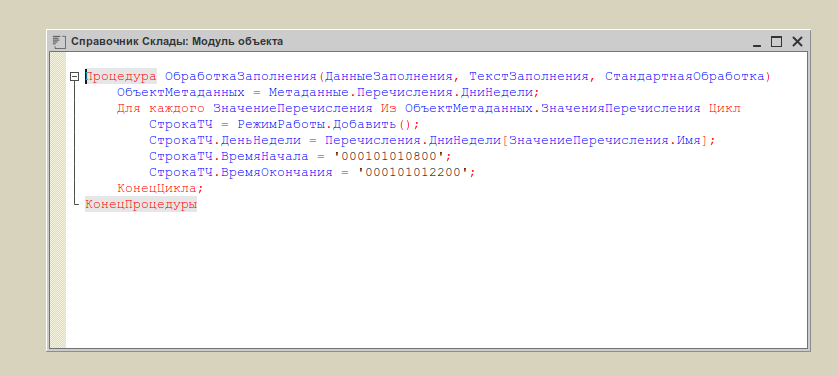 Справочник Склады: Модуль объекта
Процедура ОбработкаЗаполнения(ДанныеЗаполнения, ТекстЗаполнения, СтандартнаяОбработка)
ОбъектМетаданных = Метаданные.Перечисления.ДниНедели;
Для каждого ЗначениеПеречисления Из ОбъектМетаданных.ЗначенияПеречисления Цикл
СтрокаТЧ = РежимРаботы.Добавить();
СтрокаТЧ.ДеньНедели = Перечисления.ДниНедели[ЗначениеПеречисления.Имя];
СтрокаТЧ.ВремяНачала = '000101010800';
СтрокаТЧ.ВремяОкончания = '000101012200';
КонецЦикла;
КонецПроцедуры